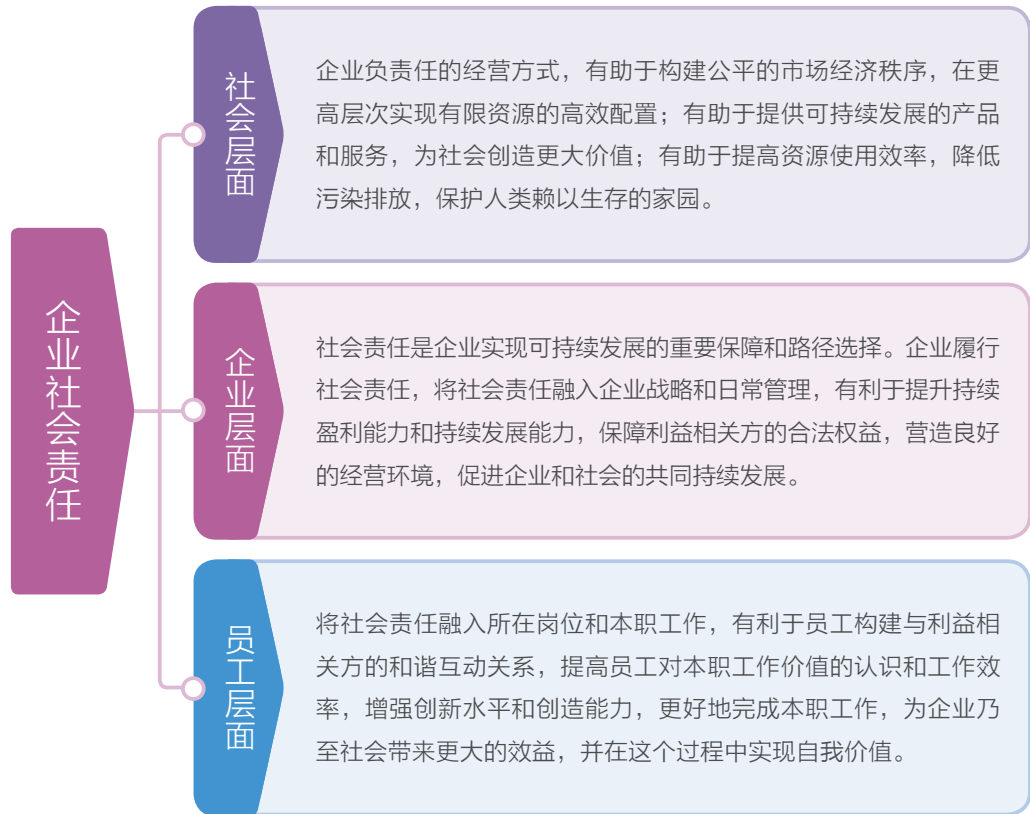 企业社会责任
社会层面
企业负责任的经营方式，有助于构建公平的市场经济秩序，在更
高层次实现有限资源的高效配置；有助于提供可持续发展的产品
和服务，为社会创造更大价值；有助于提高资源使用效率，降低
污染排放，保护人类赖以生存的家园。
企业层面
社会责任是企业实现可持续发展的重要保障和路径选择。企业履行
社会责任，将社会责任融入企业战略和日常管理，有利于提升持续
盈利能力和持续发展能力，保障利益相关方的合法权益，营造良好
的经营环境，促进企业和社会的共同持续发展。
员工层面
将社会责任融入所在岗位和本职工作，有利于员工构建与利益相
关方的和谐互动关系，提高员工对本职工作价值的认识和工作效
率，增强创新水平和创造能力，更好地完成本职工作，为企业乃
至社会带来更大的效益，并在这个过程中实现自我价值。